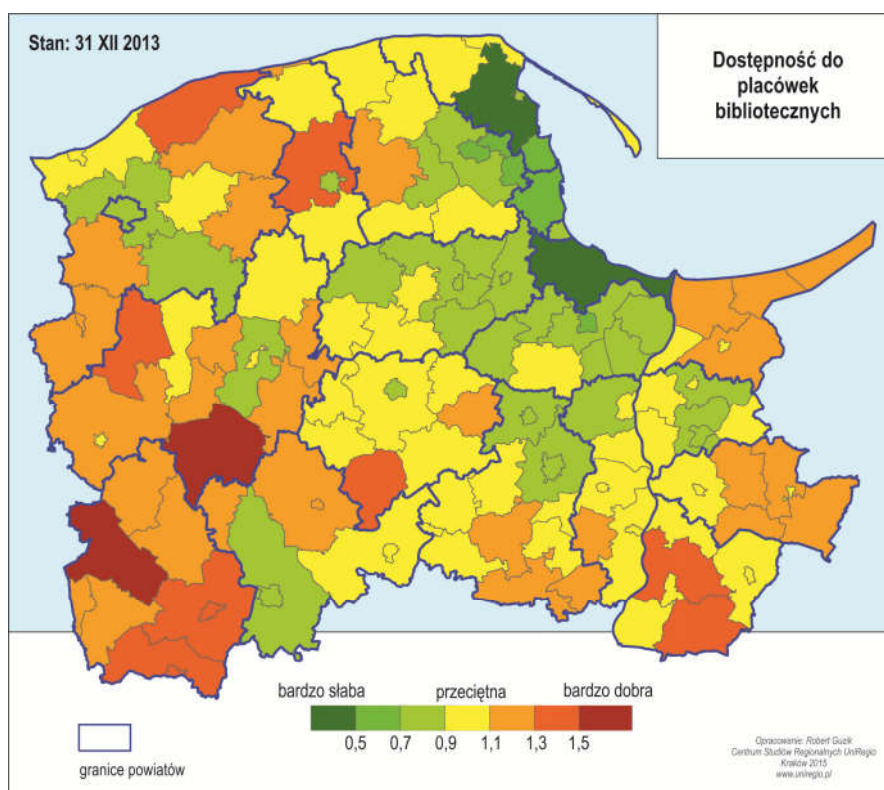 Stan: 31 XII 2013
Dostępność do
placówek
bibliotecznych
bardzo słaba
przeciętna
bardzo dobra
0,5
0,7
0,9
1,1
1,3
1,5
granice powiatów
Opracowanie: Robert Guzik
Centrum Studiów Regionalnych UniRegio
Kraków 2015
www.uniregio.pl